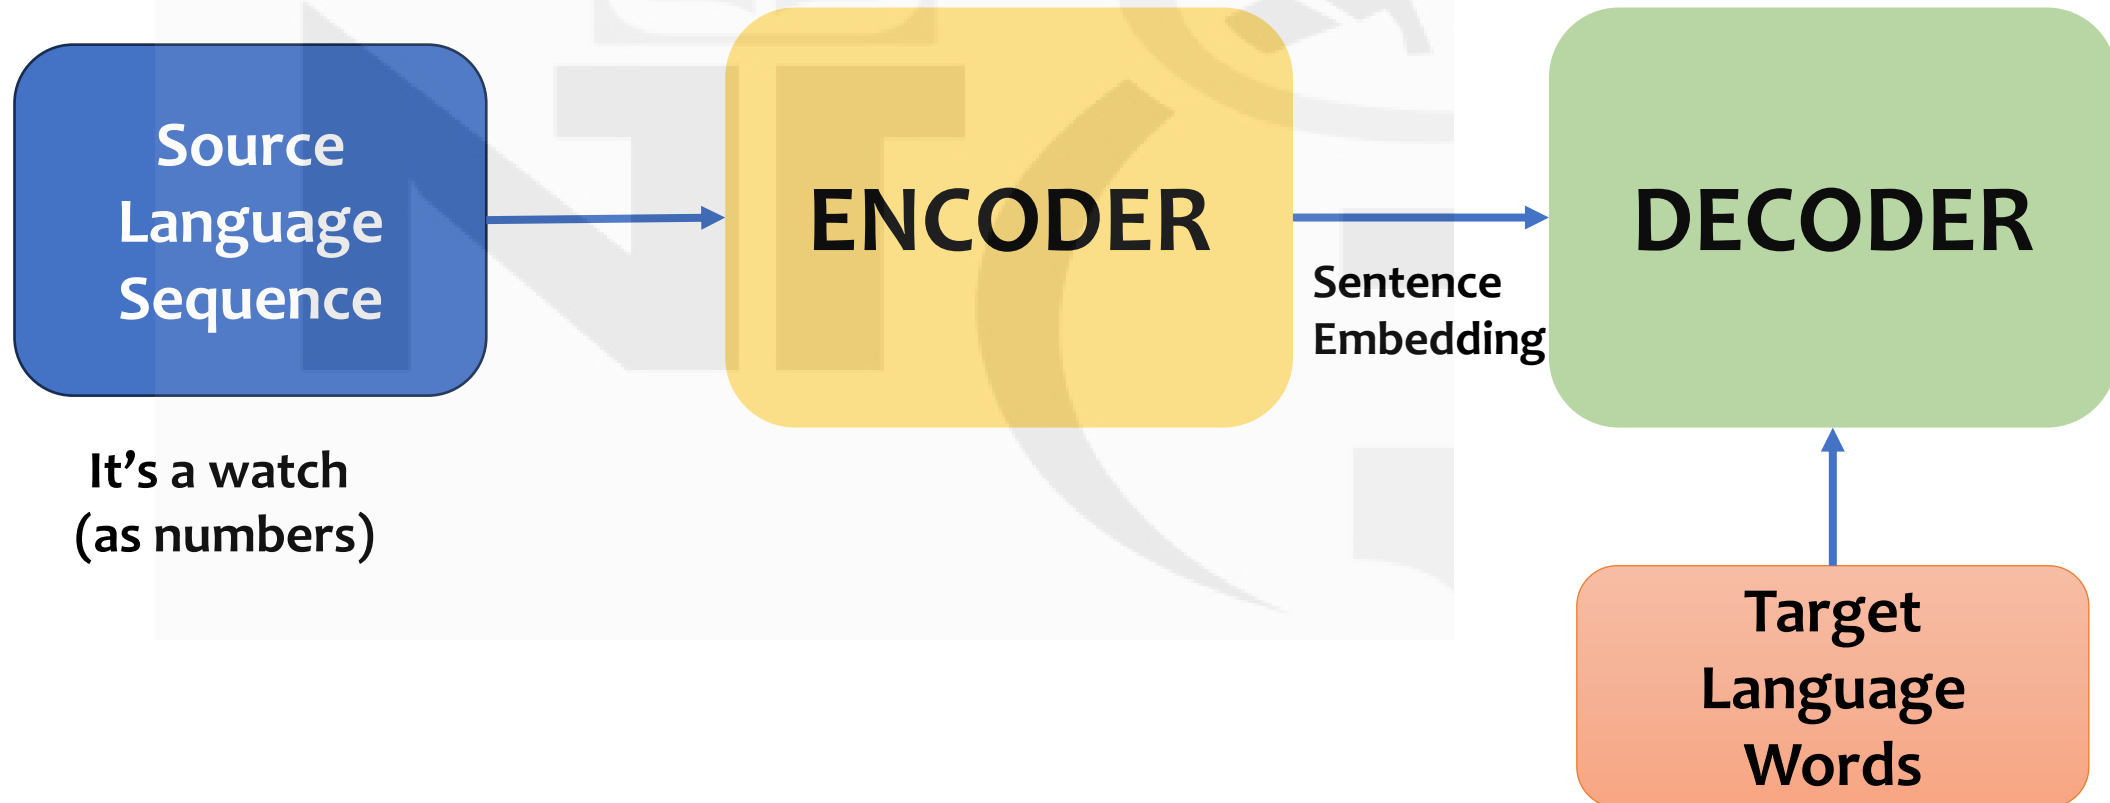 Source
Language
Sequence
ENCODER
DECODER
Sentence
Embedding
It’s a watch
(as numbers)
Target
Language
Words